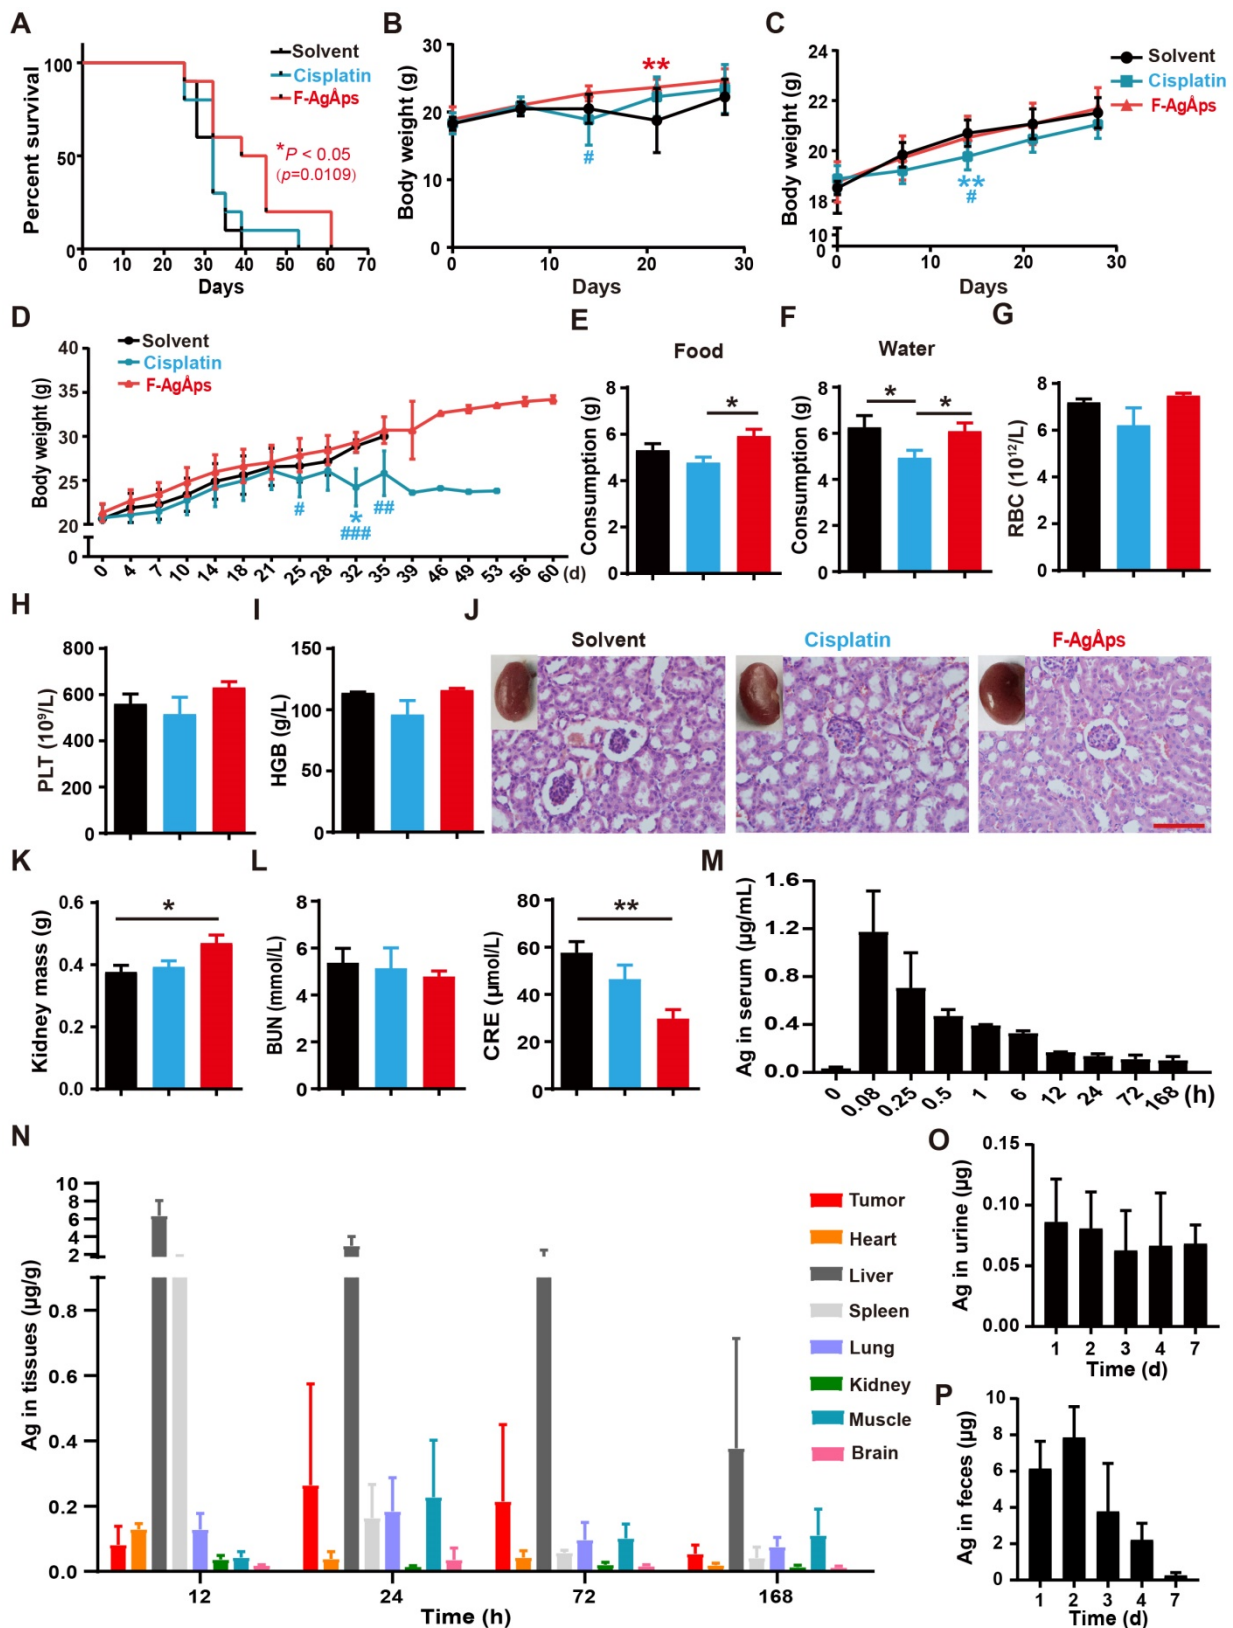 A
Percent survival
100
50
0
0 10 20 30 40 50 60 70
Days
Solvent
Cisplatin
F-AgÅps
*P < 0.05
(p=0.0109)
B
Body weight (g)
30
20
10
0
0 10 20 30
Days
**
#
C
Body weight (g)
24
22
20
18
10
0
0 10 20 30
Days
Solvent
Cisplatin
F-AgÅps
**
#
D
Body weight (g)
40
35
30
25
20
0
0 4 7 10 14 18 21 25 28 32 35 39 46 49 53 56 60 (d)
Solvent
Cisplatin
F-AgÅps
#
*
###
##
E
Food
Consumption (g)
8
6
4
2
0
*
F
Water
Consumption (g)
8
6
4
2
0
* *
G
RBC (10¹²/L)
8
6
4
2
0
H
PLT (10⁹/L)
800
600
400
200
0
I
HGB (g/L)
150
100
50
0
J
Solvent Cisplatin F-AgÅps
K
Kidney mass (g)
0.6
0.4
0.2
0.0
*
L
BUN (mmol/L)
8
6
4
2
0
CRE (μmol/L)
80
60
40
20
0
**
M
Ag in serum (μg/mL)
1.6
1.2
0.8
0.4
0.0
0 0.08 0.25 0.5 1 6 12 24 72 168 (h)
N
Ag in tissues (μg/g)
10
8
6
4
2
0.8
0.6
0.4
0.2
0.0
12 24 72 168
Time (h)
Tumor
Heart
Liver
Spleen
Lung
Kidney
Muscle
Brain
O
Ag in urine (μg)
0.15
0.10
0.05
0.00
1 2 3 4 7
Time (d)
P
Ag in feces (μg)
10
8
6
4
2
0
1 2 3 4 7
Time (d)